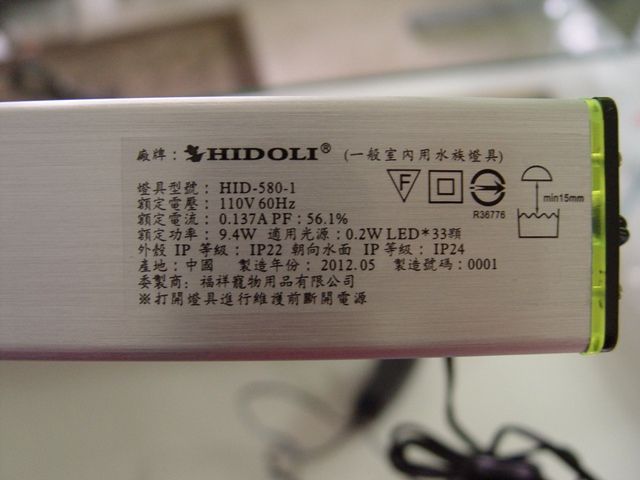 廠牌：HIDOLI® (一般室內用水族燈具)
燈具型號：HID-580-1
額定電壓：110V 60Hz
額定電流：0.137A PF：56.1%
額定功率：9.4W 適用光源：0.2W LED*33顆
外殼 IP 等級：IP22 朝向水面 IP 等級：IP24
產地：中國 製造年份：2012.05 製造號碼：0001
委製商：福祥寵物用品有限公司
※打開燈具進行維護前斷開電源
F
R36776
min15mm